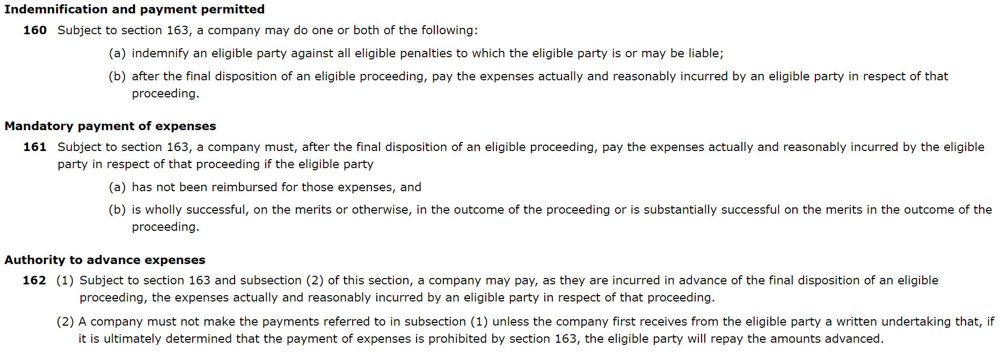 Indemnification and payment permitted
160 Subject to section 163, a company may do one or both of the following:
(a) indemnify an eligible party against all eligible penalties to which the eligible party is or may be liable;
(b) after the final disposition of an eligible proceeding, pay the expenses actually and reasonably incurred by an eligible party in respect of that
proceeding.
Mandatory payment of expenses
161 Subject to section 163, a company must, after the final disposition of an eligible proceeding, pay the expenses actually and reasonably incurred by the eligible
party in respect of that proceeding if the eligible party
(a) has not been reimbursed for those expenses, and
(b) is wholly successful, on the merits or otherwise, in the outcome of the proceeding or is substantially successful on the merits in the outcome of the
proceeding.
Authority to advance expenses
162 (1) Subject to section 163 and subsection (2) of this section, a company may pay, as they are incurred in advance of the final disposition of an eligible
proceeding, the expenses actually and reasonably incurred by an eligible party in respect of that proceeding.
(2) A company must not make the payments referred to in subsection (1) unless the company first receives from the eligible party a written undertaking that, if
it is ultimately determined that the payment of expenses is prohibited by section 163, the eligible party will repay the amounts advanced.